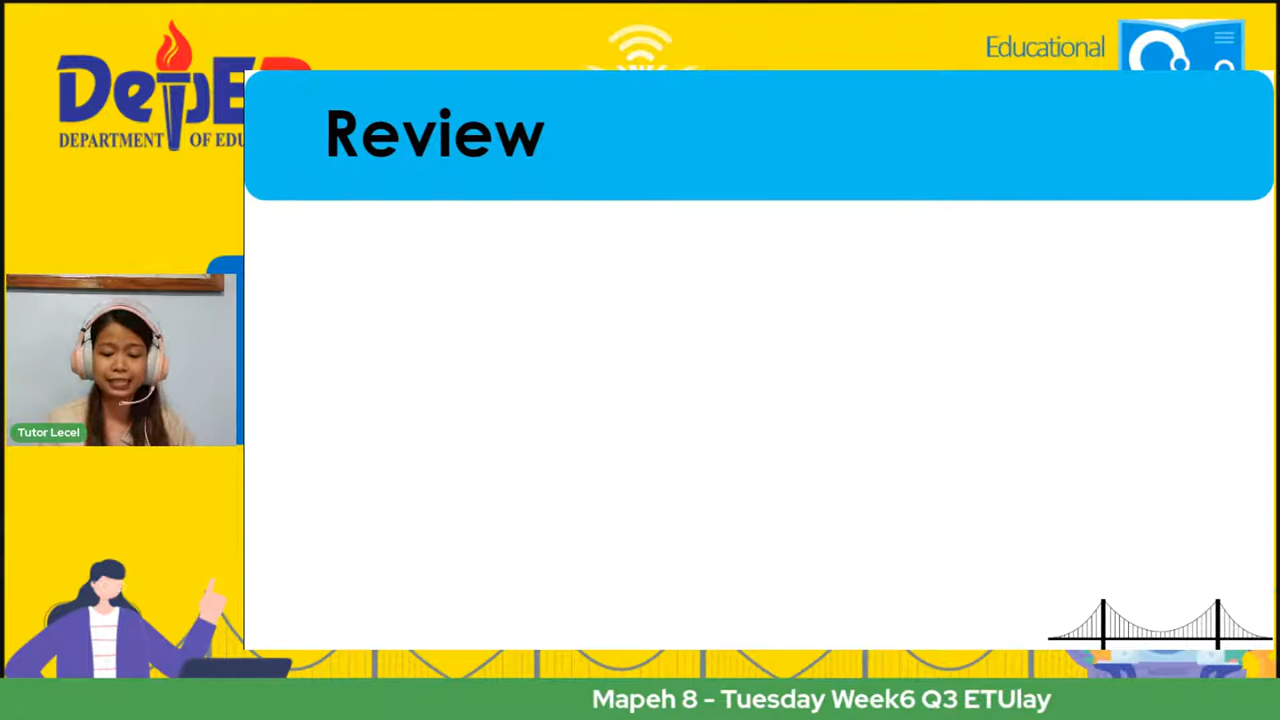 DepED
DEPARTMENT OF EDU
Educational
Review
Tutor Lecel
Mapeh 8 - Tuesday Week6 Q3 ETUlay